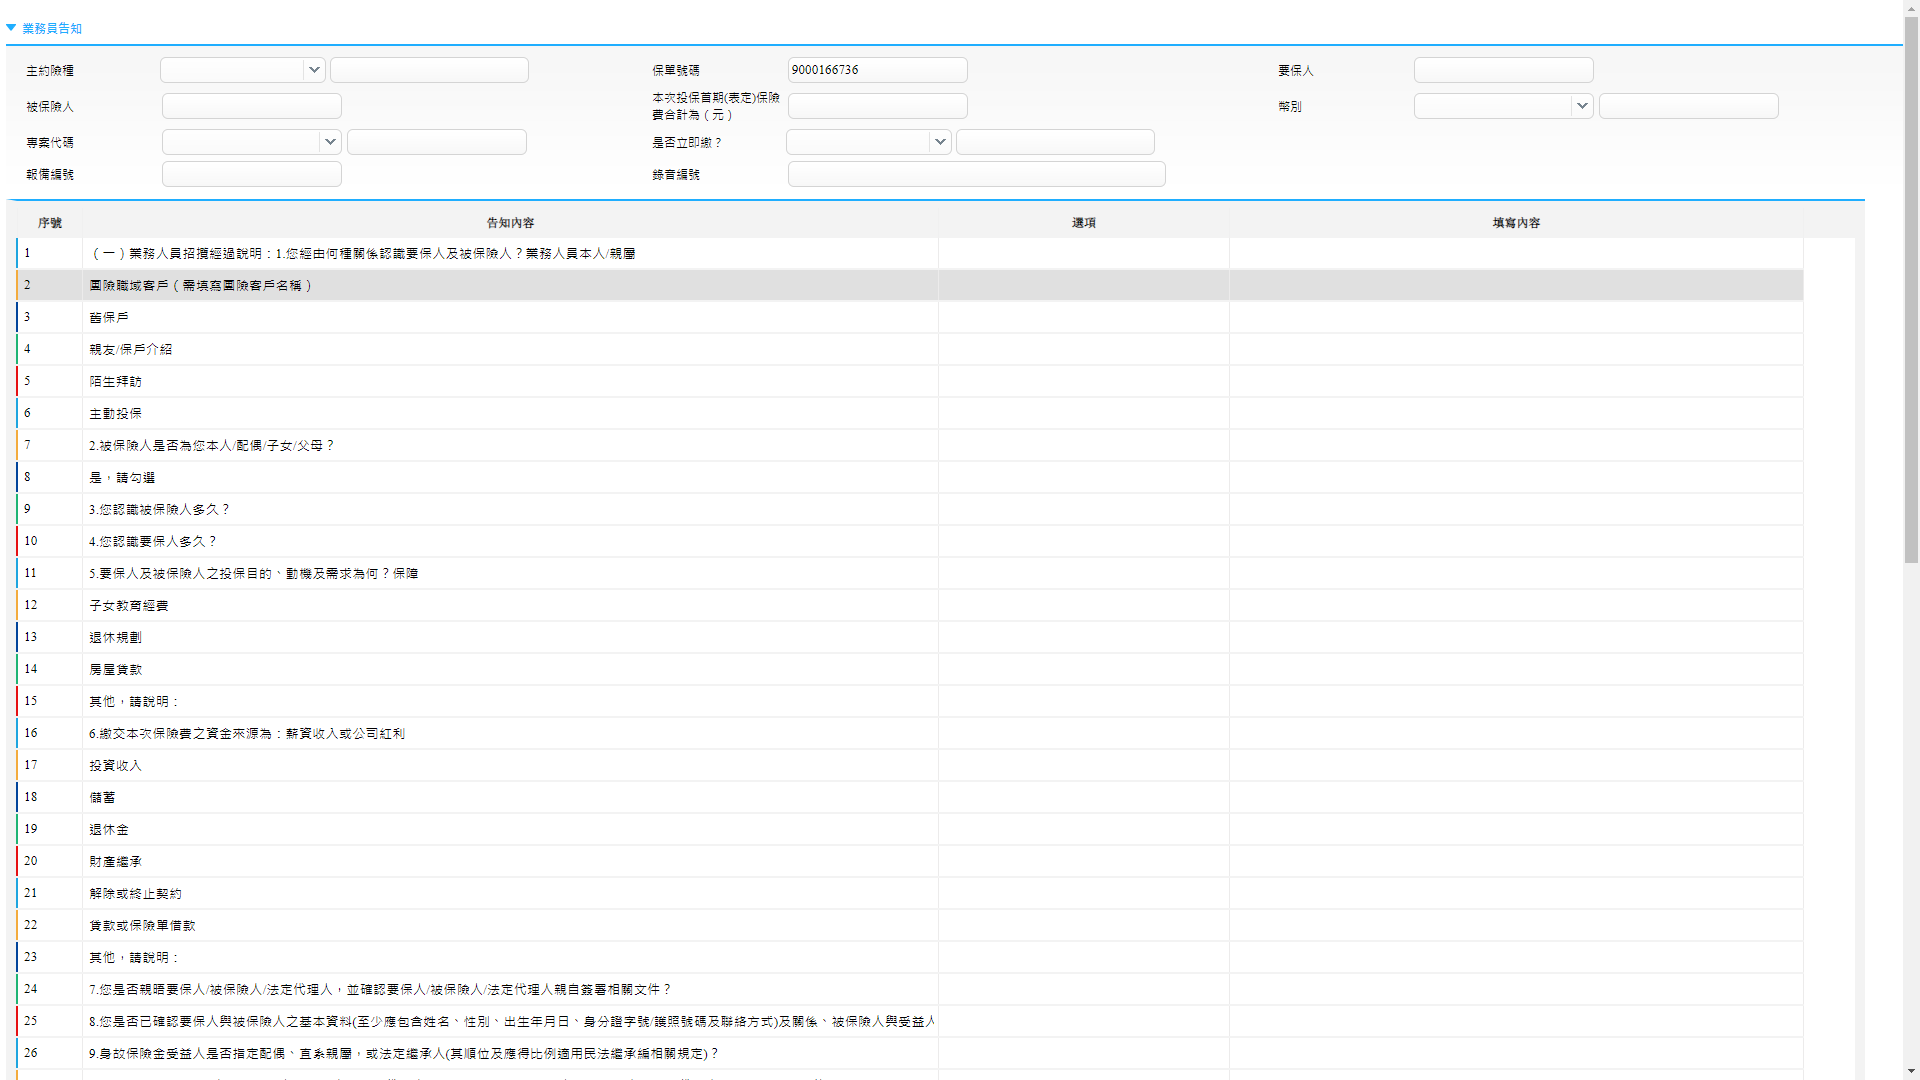 業務員告知
主約險種
保單號碼
9000166736
要保人
被保險人
本次投保首期(表定)保險
費合計為（元）
幣別
專案代碼
是否立即繳？
報備編號
錄音編號
序號 告知內容 選項 填寫內容
1 （一）業務人員招攬經過說明：1.您經由何種關係認識要保人及被保險人？業務人員本人/親屬
2 團險職域客戶（需填寫團險客戶名稱）
3 舊保戶
4 親友/保戶介紹
5 陌生拜訪
6 主動投保
7 2.被保險人是否為您本人/配偶/子女/父母？
8 是，請勾選
9 3.您認識被保險人多久？
10 4.您認識要保人多久？
11 5.要保人及被保險人之投保目的、動機及需求為何？保障
12 子女教育經費
13 退休規劃
14 房屋貸款
15 其他，請說明：
16 6.繳交本次保險費之資金來源為：薪資收入或公司紅利
17 投資收入
18 儲蓄
19 退休金
20 財產繼承
21 解除或終止契約
22 貸款或保險單借款
23 其他，請說明：
24 7.您是否親晤要保人/被保險人/法定代理人，並確認要保人/被保險人/法定代理人親自簽署相關文件？
25 8.您是否已確認要保人與被保險人之基本資料(至少應包含姓名、性別、出生年月日、身分證字號/護照號碼及聯絡方式)及關係、被保險人與受益人
26 9.身故保險金受益人是否指定配偶、直系親屬，或法定繼承人(其順位及應得比例適用民法繼承編相關規定)？